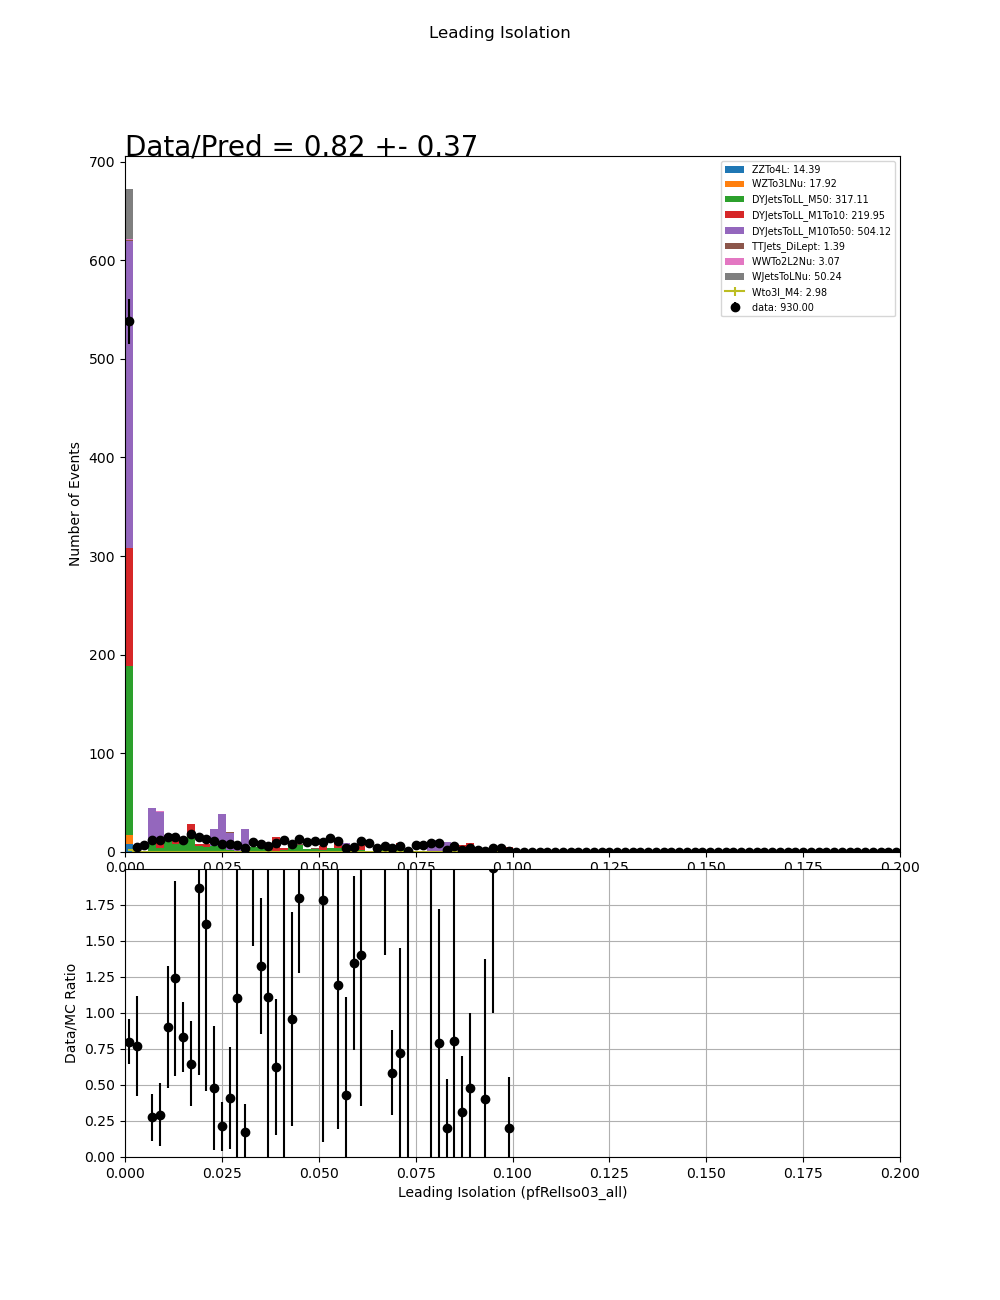 Leading Isolation
Data/Pred = 0.82 +- 0.37
700
600
500
400
300
200
100
0
Number of Events
ZZTo4L: 14.39
WZTo3LNu: 17.92
DYJetsToLL_M50: 317.11
DYJetsToLL_M1To10: 219.95
DYJetsToLL_M10To50: 504.12
TTJets_DiLept: 1.39
WWTo2L2Nu: 3.07
WJetsToLNu: 50.24
Wto3l_M4: 2.98
data: 930.00
0.000 0.025 0.050 0.075 0.100 0.125 0.150 0.175 0.200
1.75
1.50
1.25
1.00
0.75
0.50
0.25
0.00
Data/MC Ratio
0.000 0.025 0.050 0.075 0.100 0.125 0.150 0.175 0.200
Leading Isolation (pfRelIso03_all)